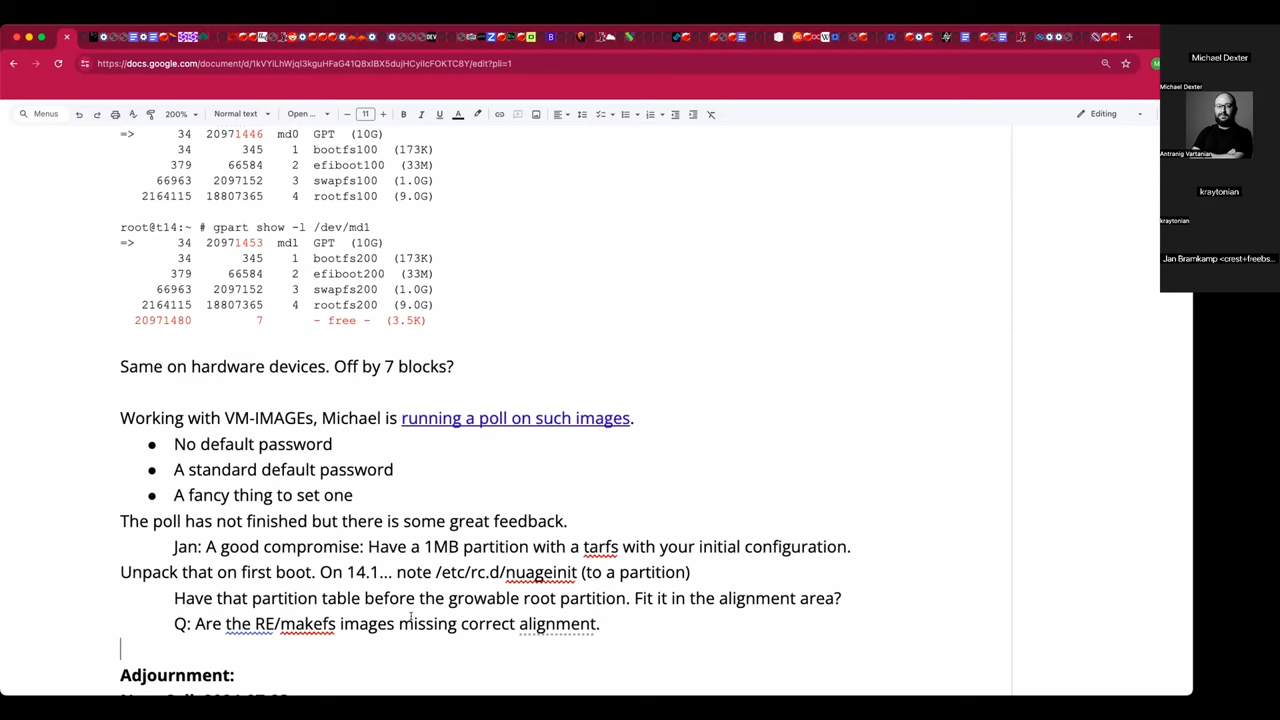 https://docs.google.com/document/d/1kVYiLhWjqI3kguHFaG41Q8xIBX5dujHCyiIcFOKTC8Y/edit?pli=1
Menus 200% Normal text Open ... 11 Editing
=> 34 20971446 md0 GPT (10G)
34 345 1 bootfs100 (173K)
379 66584 2 efiboot100 (33M)
66963 2097152 3 swapfs100 (1.0G)
2164115 18807365 4 rootfs100 (9.0G)
root@t14:~ # gpart show -l /dev/md1
=> 34 20971453 md1 GPT (10G)
34 345 1 bootfs200 (173K)
379 66584 2 efiboot200 (33M)
66963 2097152 3 swapfs200 (1.0G)
2164115 18807365 4 rootfs200 (9.0G)
20971480 7 - free - (3.5K)
Same on hardware devices. Off by 7 blocks?
Working with VM-IMAGEs, Michael is running a poll on such images.
● No default password
● A standard default password
● A fancy thing to set one
The poll has not finished but there is some great feedback.
Jan: A good compromise: Have a 1MB partition with a tarfs with your initial configuration.
Unpack that on first boot. On 14.1... note /etc/rc.d/nuageinit (to a partition)
Have that partition table before the growable root partition. Fit it in the alignment area?
Q: Are the RE/makefs images missing correct alignment.
Adjournment:
Michael Dexter
Michael Dexter
Antranig Vartanian
kraytonian
kraytonian
Jan Bramkamp <crest+freebs...